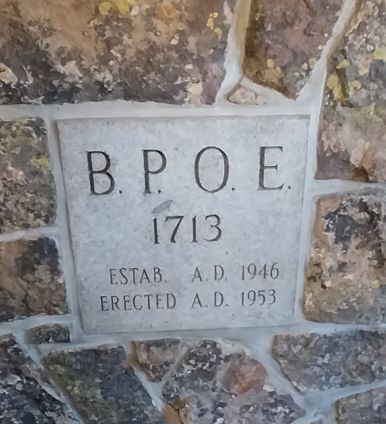 B. P. O. E.
1713
ESTAB. A.D. 1946
ERECTED A.D. 1953